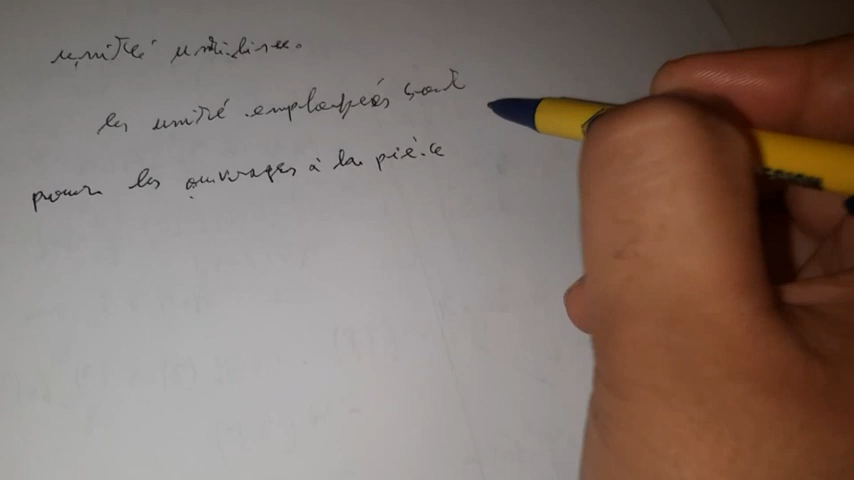 unité utilisée.
les unité employées sont
pour les ouvrages à la pièce